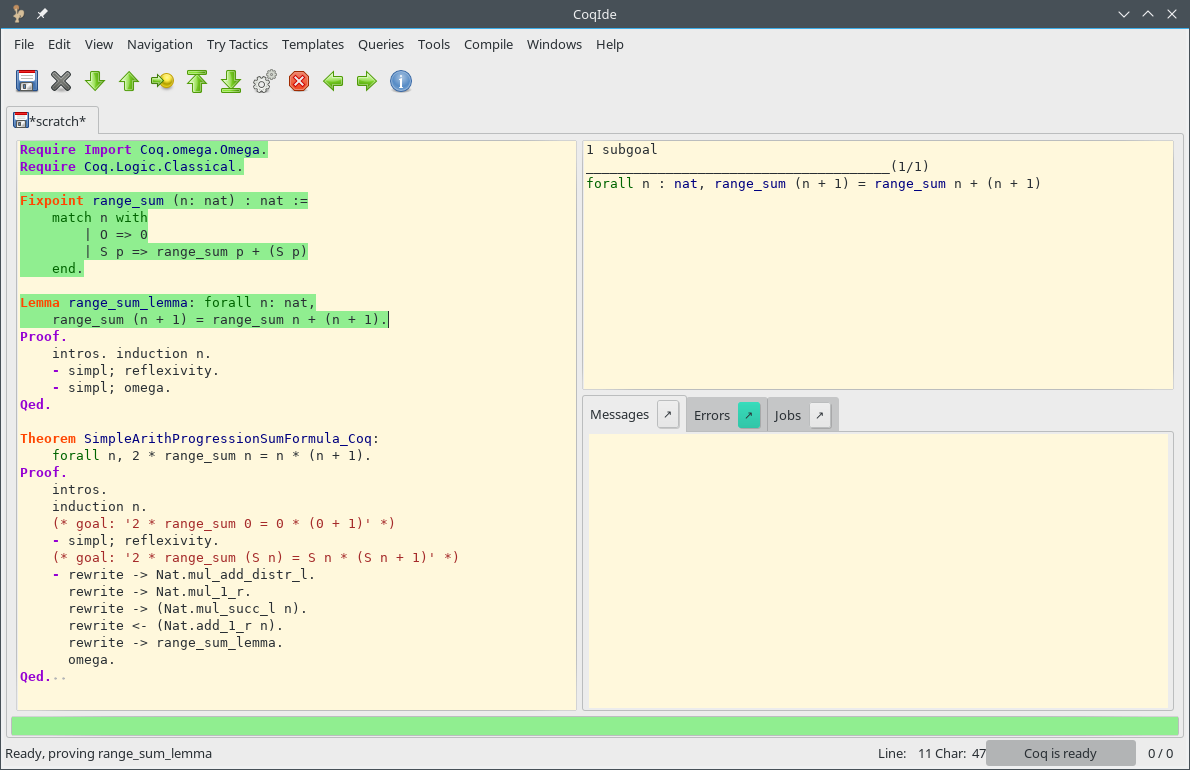 CoqIde
File Edit View Navigation Try Tactics Templates Queries Tools Compile Windows Help
*scratch*
Require Import Coq.omega.Omega.
Require Coq.Logic.Classical.
Fixpoint range_sum (n: nat) : nat :=
    match n with
        | O => 0
        | S p => range_sum p + (S p)
    end.
Lemma range_sum_lemma: forall n: nat,
    range_sum (n + 1) = range_sum n + (n + 1).
Proof.
    intros. induction n.
    - simpl; reflexivity.
    - simpl; omega.
Qed.
Theorem SimpleArithProgressionSumFormula_Coq:
    forall n, 2 * range_sum n = n * (n + 1).
Proof.
    intros.
    induction n.
    (* goal: '2 * range_sum 0 = 0 * (0 + 1)' *)
    - simpl; reflexivity.
    (* goal: '2 * range_sum (S n) = S n * (S n + 1)' *)
    - rewrite -> Nat.mul_add_distr_l.
      rewrite -> Nat.mul_1_r.
      rewrite -> (Nat.mul_succ_l n).
      rewrite <- (Nat.add_1_r n).
      rewrite -> range_sum_lemma.
      omega.
Qed.
1 subgoal
______________________________________(1/1)
forall n : nat, range_sum (n + 1) = range_sum n + (n + 1)
Messages ↗ Errors ↗ Jobs ↗
Ready, proving range_sum_lemma
Line: 11 Char: 47 Coq is ready 0 / 0